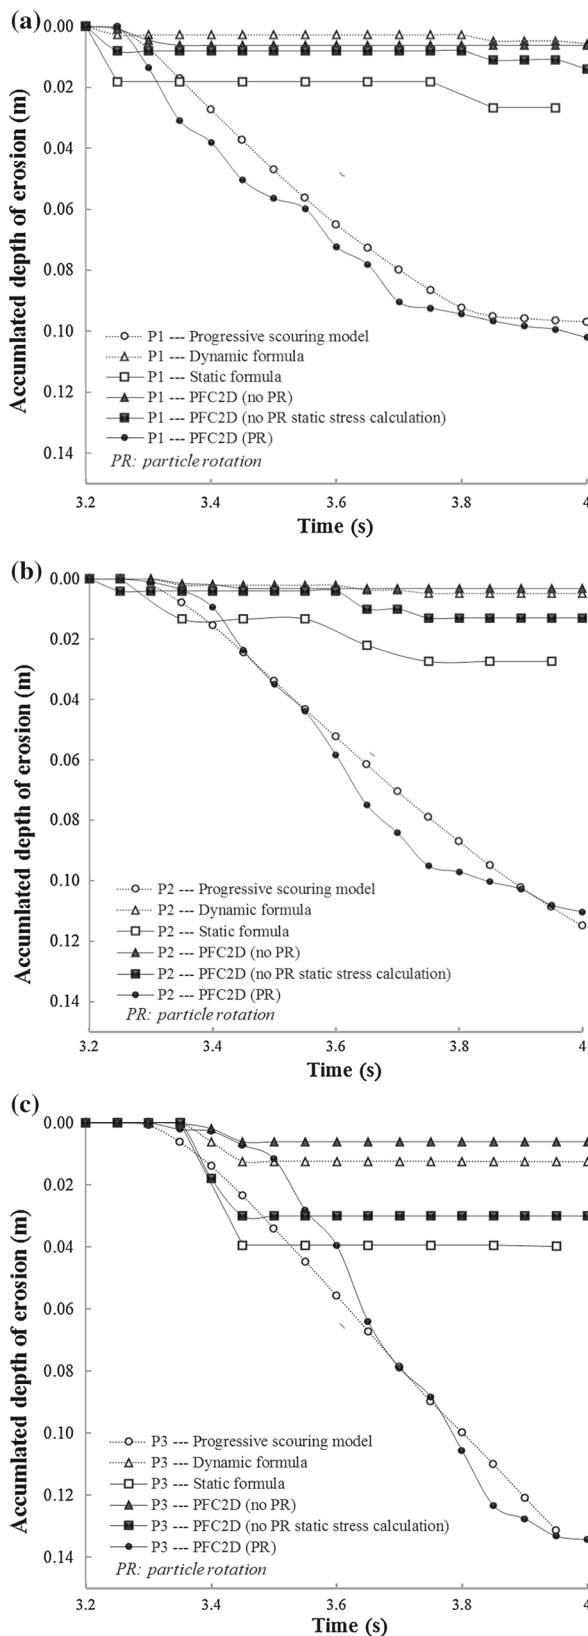 (a)
0.00
0.02
0.04
0.06
0.08
0.10
0.12
0.14
Accumlated depth of erosion (m)
P1 --- Progressive scouring model
P1 --- Dynamic formula
P1 --- Static formula
P1 --- PFC2D (no PR)
P1 --- PFC2D (no PR static stress calculation)
P1 --- PFC2D (PR)
PR: particle rotation
3.2 3.4 3.6 3.8 4
Time (s)
(b)
0.00
0.02
0.04
0.06
0.08
0.10
0.12
0.14
Accumlated depth of erosion (m)
P2 --- Progressive scouring model
P2 --- Dynamic formula
P2 --- Static formula
P2 --- PFC2D (no PR)
P2 --- PFC2D (no PR static stress calculation)
P2 --- PFC2D (PR)
PR: particle rotation
3.2 3.4 3.6 3.8 4
Time (s)
(c)
0.00
0.02
0.04
0.06
0.08
0.10
0.12
0.14
Accumlated depth of erosion (m)
P3 --- Progressive scouring model
P3 --- Dynamic formula
P3 --- Static formula
P3 --- PFC2D (no PR)
P3 --- PFC2D (no PR static stress calculation)
P3 --- PFC2D (PR)
PR: particle rotation
3.2 3.4 3.6 3.8 4
Time (s)